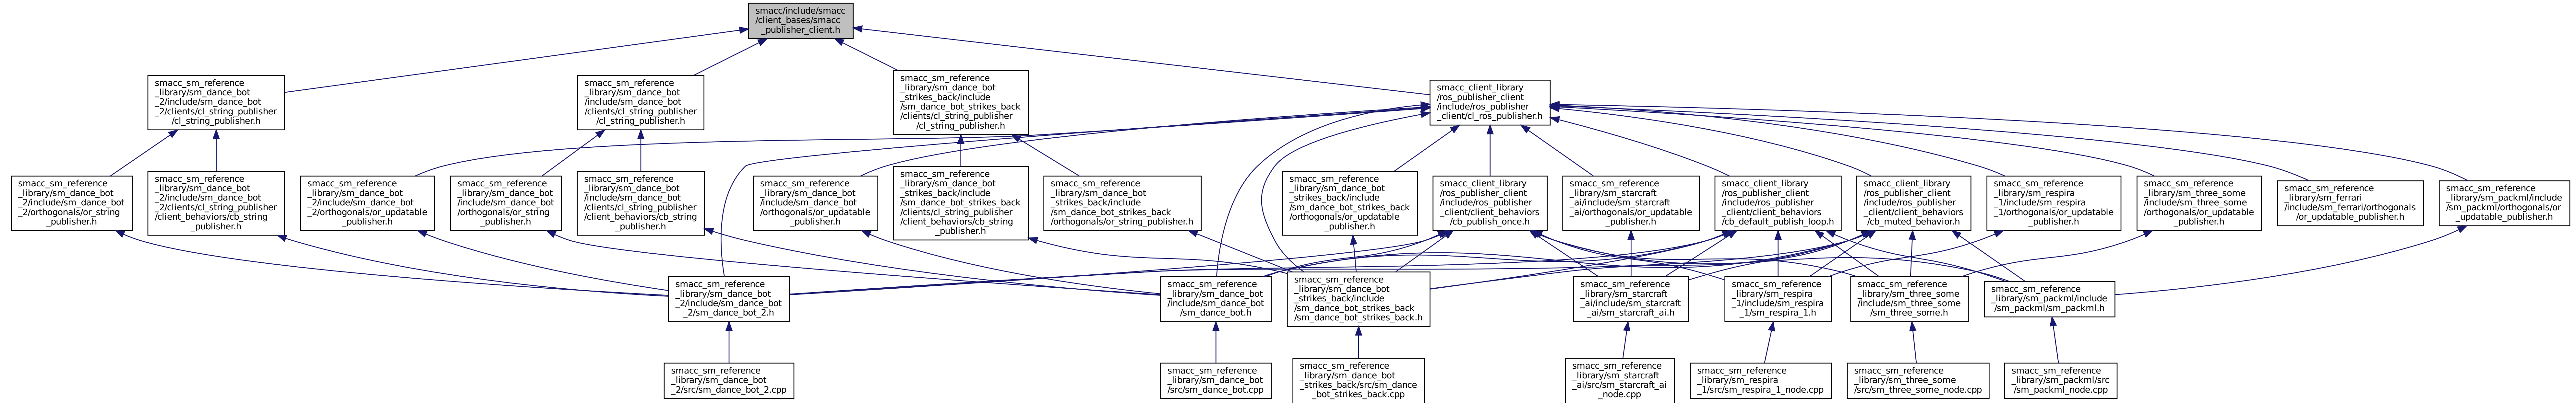 smacc/include/smacc
/client_bases/smacc
_publisher_client.h
smacc_sm_reference
_library/sm_dance_bot
_2/include/sm_dance_bot
_2/clients/cl_string_publisher
/cl_string_publisher.h
smacc_sm_reference
_library/sm_dance_bot
/include/sm_dance_bot
/clients/cl_string_publisher
/cl_string_publisher.h
smacc_sm_reference
_library/sm_dance_bot
_strikes_back/include
/sm_dance_bot_strikes_back
/clients/cl_string_publisher
/cl_string_publisher.h
smacc_client_library
/ros_publisher_client
/include/ros_publisher
_client/cl_ros_publisher.h
smacc_sm_reference
_library/sm_dance_bot
_2/include/sm_dance_bot
_2/orthogonals/or_string
_publisher.h
smacc_sm_reference
_library/sm_dance_bot
_2/include/sm_dance_bot
_2/clients/cl_string_publisher
/client_behaviors/cb_string
_publisher.h
smacc_sm_reference
_library/sm_dance_bot
_2/include/sm_dance_bot
_2/orthogonals/or_updatable
_publisher.h
smacc_sm_reference
_library/sm_dance_bot
/include/sm_dance_bot
/orthogonals/or_string
_publisher.h
smacc_sm_reference
_library/sm_dance_bot
/include/sm_dance_bot
/clients/cl_string_publisher
/client_behaviors/cb_string
_publisher.h
smacc_sm_reference
_library/sm_dance_bot
/include/sm_dance_bot
/orthogonals/or_updatable
_publisher.h
smacc_sm_reference
_library/sm_dance_bot
_strikes_back/include
/sm_dance_bot_strikes_back
/clients/cl_string_publisher
/client_behaviors/cb_string
_publisher.h
smacc_sm_reference
_library/sm_dance_bot
_strikes_back/include
/sm_dance_bot_strikes_back
/orthogonals/or_string_publisher.h
smacc_sm_reference
_library/sm_dance_bot
_strikes_back/include
/sm_dance_bot_strikes_back
/orthogonals/or_updatable
_publisher.h
smacc_client_library
/ros_publisher_client
/include/ros_publisher
_client/client_behaviors
/cb_publish_once.h
smacc_sm_reference
_library/sm_starcraft
_ai/include/sm_starcraft
_ai/orthogonals/or_updatable
_publisher.h
smacc_client_library
/ros_publisher_client
/include/ros_publisher
_client/client_behaviors
/cb_default_publish_loop.h
smacc_client_library
/ros_publisher_client
/include/ros_publisher
_client/client_behaviors
/cb_muted_behavior.h
smacc_sm_reference
_library/sm_respira
_1/include/sm_respira
_1/orthogonals/or_updatable
_publisher.h
smacc_sm_reference
_library/sm_three_some
/include/sm_three_some
/orthogonals/or_updatable
_publisher.h
smacc_sm_reference
_library/sm_ferrari
/include/sm_ferrari/orthogonals
/or_updatable_publisher.h
smacc_sm_reference
_library/sm_packml/include
/sm_packml/orthogonals/or
_updatable_publisher.h
smacc_sm_reference
_library/sm_dance_bot
_2/include/sm_dance_bot
_2/sm_dance_bot_2.h
smacc_sm_reference
_library/sm_dance_bot
/include/sm_dance_bot
/sm_dance_bot.h
smacc_sm_reference
_library/sm_dance_bot
_strikes_back/include
/sm_dance_bot_strikes_back
/sm_dance_bot_strikes_back.h
smacc_sm_reference
_library/sm_starcraft
_ai/include/sm_starcraft
_ai/sm_starcraft_ai.h
smacc_sm_reference
_library/sm_respira
_1/include/sm_respira
_1/sm_respira_1.h
smacc_sm_reference
_library/sm_three_some
/include/sm_three_some
/sm_three_some.h
smacc_sm_reference
_library/sm_packml/include
/sm_packml/sm_packml.h
smacc_sm_reference
_library/sm_dance_bot
_2/src/sm_dance_bot_2.cpp
smacc_sm_reference
_library/sm_dance_bot
/src/sm_dance_bot.cpp
smacc_sm_reference
_library/sm_dance_bot
_strikes_back/src/sm_dance
_bot_strikes_back.cpp
smacc_sm_reference
_library/sm_starcraft
_ai/src/sm_starcraft_ai
_node.cpp
smacc_sm_reference
_library/sm_respira
_1/src/sm_respira_1_node.cpp
smacc_sm_reference
_library/sm_three_some
/src/sm_three_some_node.cpp
smacc_sm_reference
_library/sm_packml/src
/sm_packml_node.cpp